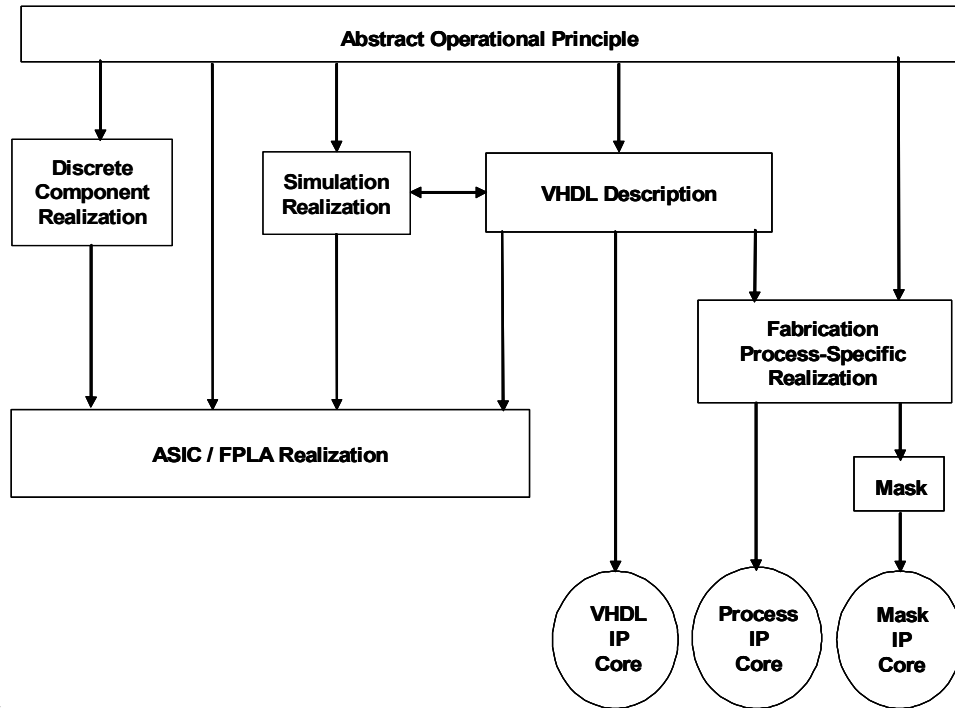 Abstract Operational Principle
Discrete
Component
Realization
Simulation
Realization
VHDL Description
Fabrication
Process-Specific
Realization
ASIC / FPLA Realization
Mask
VHDL
IP
Core
Process
IP
Core
Mask
IP
Core